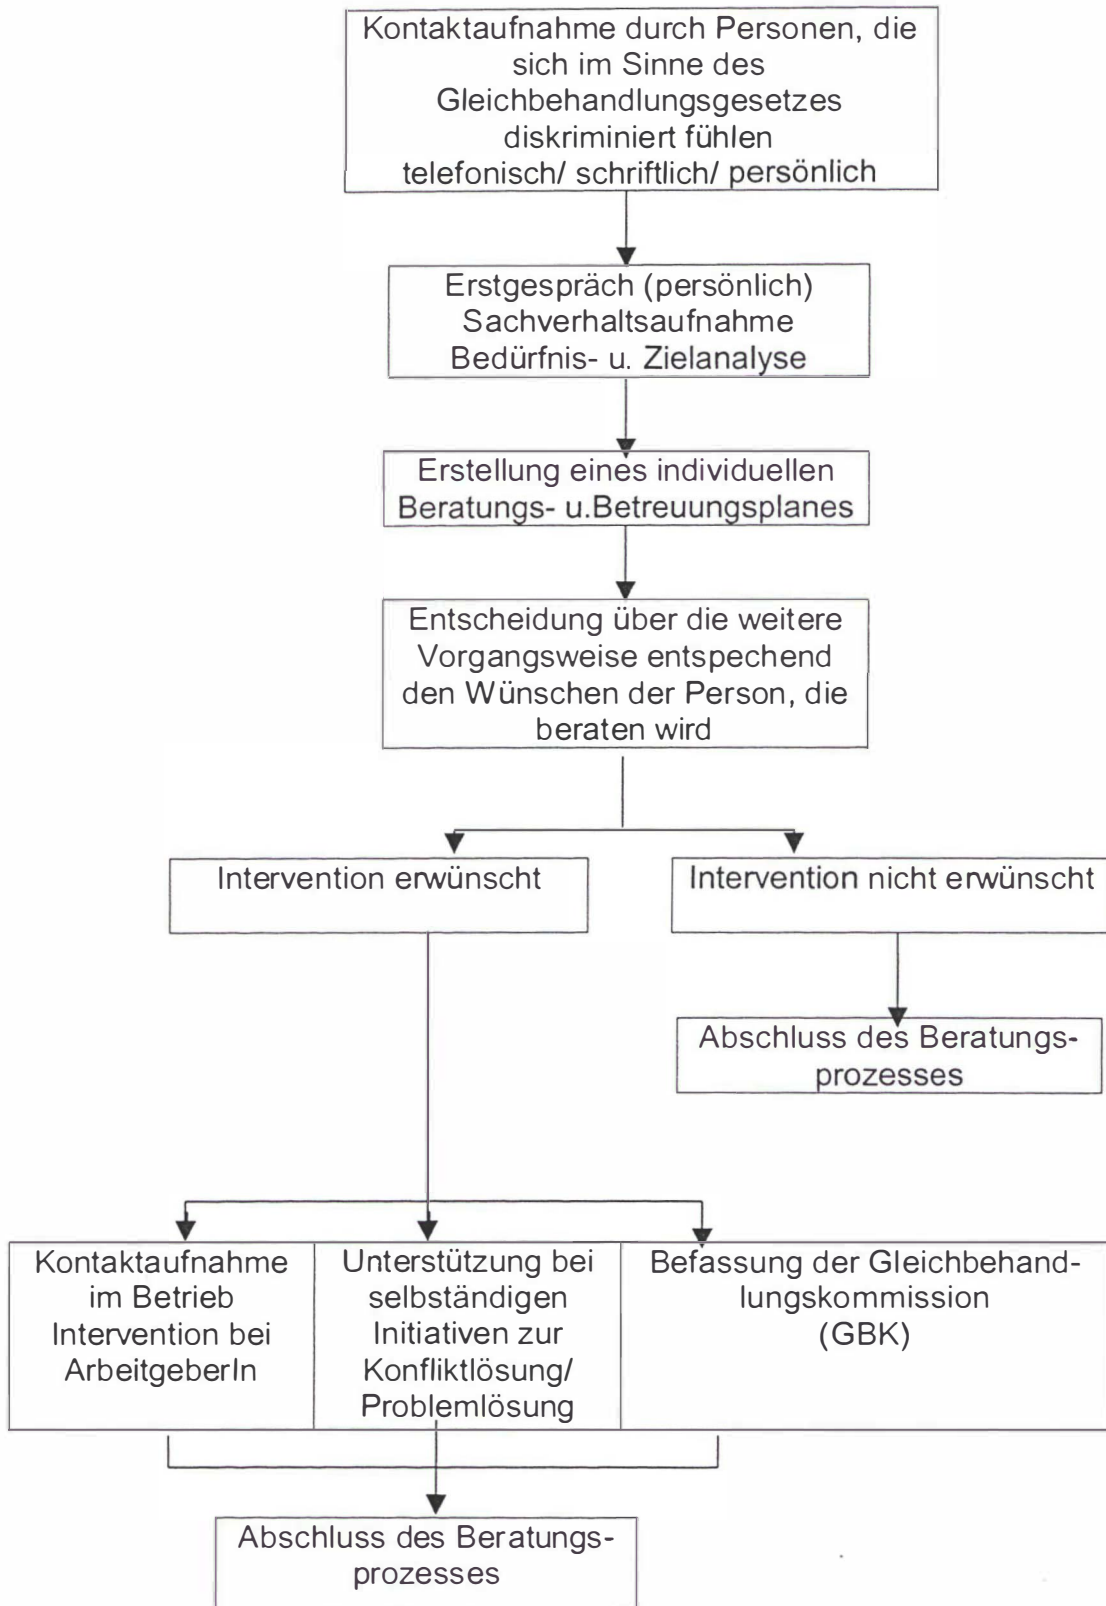 Kontaktaufnahme durch Personen, die
sich im Sinne des
Gleichbehandlungsgesetzes
diskriminiert fühlen
telefonisch/ schriftlich/ persönlich
Erstgespräch (persönlich)
Sachverhaltsaufnahme
Bedürfnis- u. Zielanalyse
Erstellung eines individuellen
Beratungs- u.Betreuungsplanes
Entscheidung über die weitere
Vorgangsweise entspechend
den Wünschen der Person, die
beraten wird
Intervention erwünscht
Intervention nicht erwünscht
Abschluss des Beratungs-
prozesses
Kontaktaufnahme
im Betrieb
Intervention bei
ArbeitgeberIn
Unterstützung bei
selbständigen
Initiativen zur
Konfliktlösung/
Problemlösung
Befassung der Gleichbehand-
lungskommission
(GBK)
Abschluss des Beratungs-
prozesses